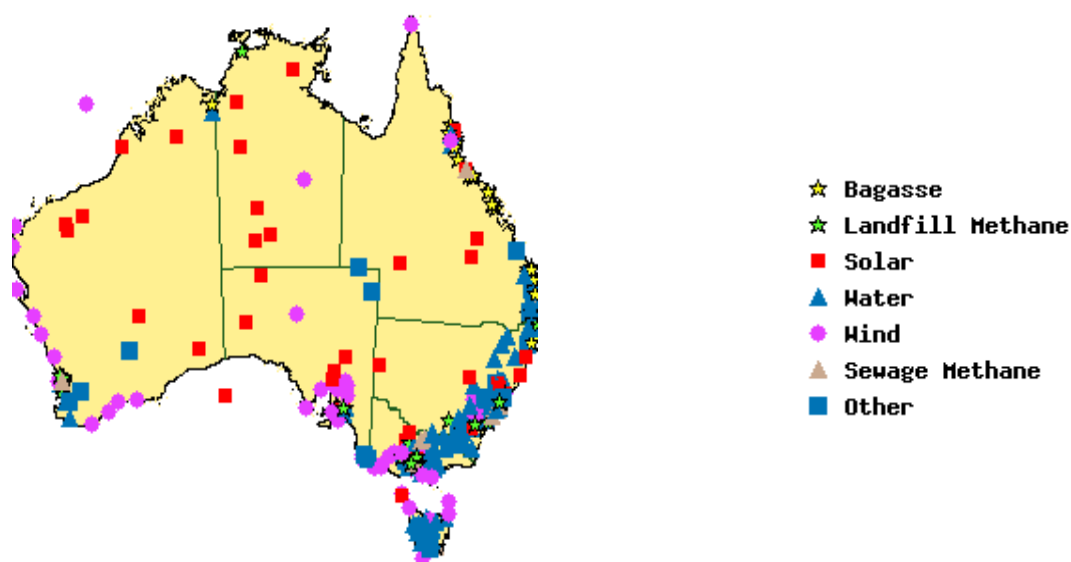 Bagasse
Landfill Methane
Solar
Water
Wind
Sewage Methane
Other